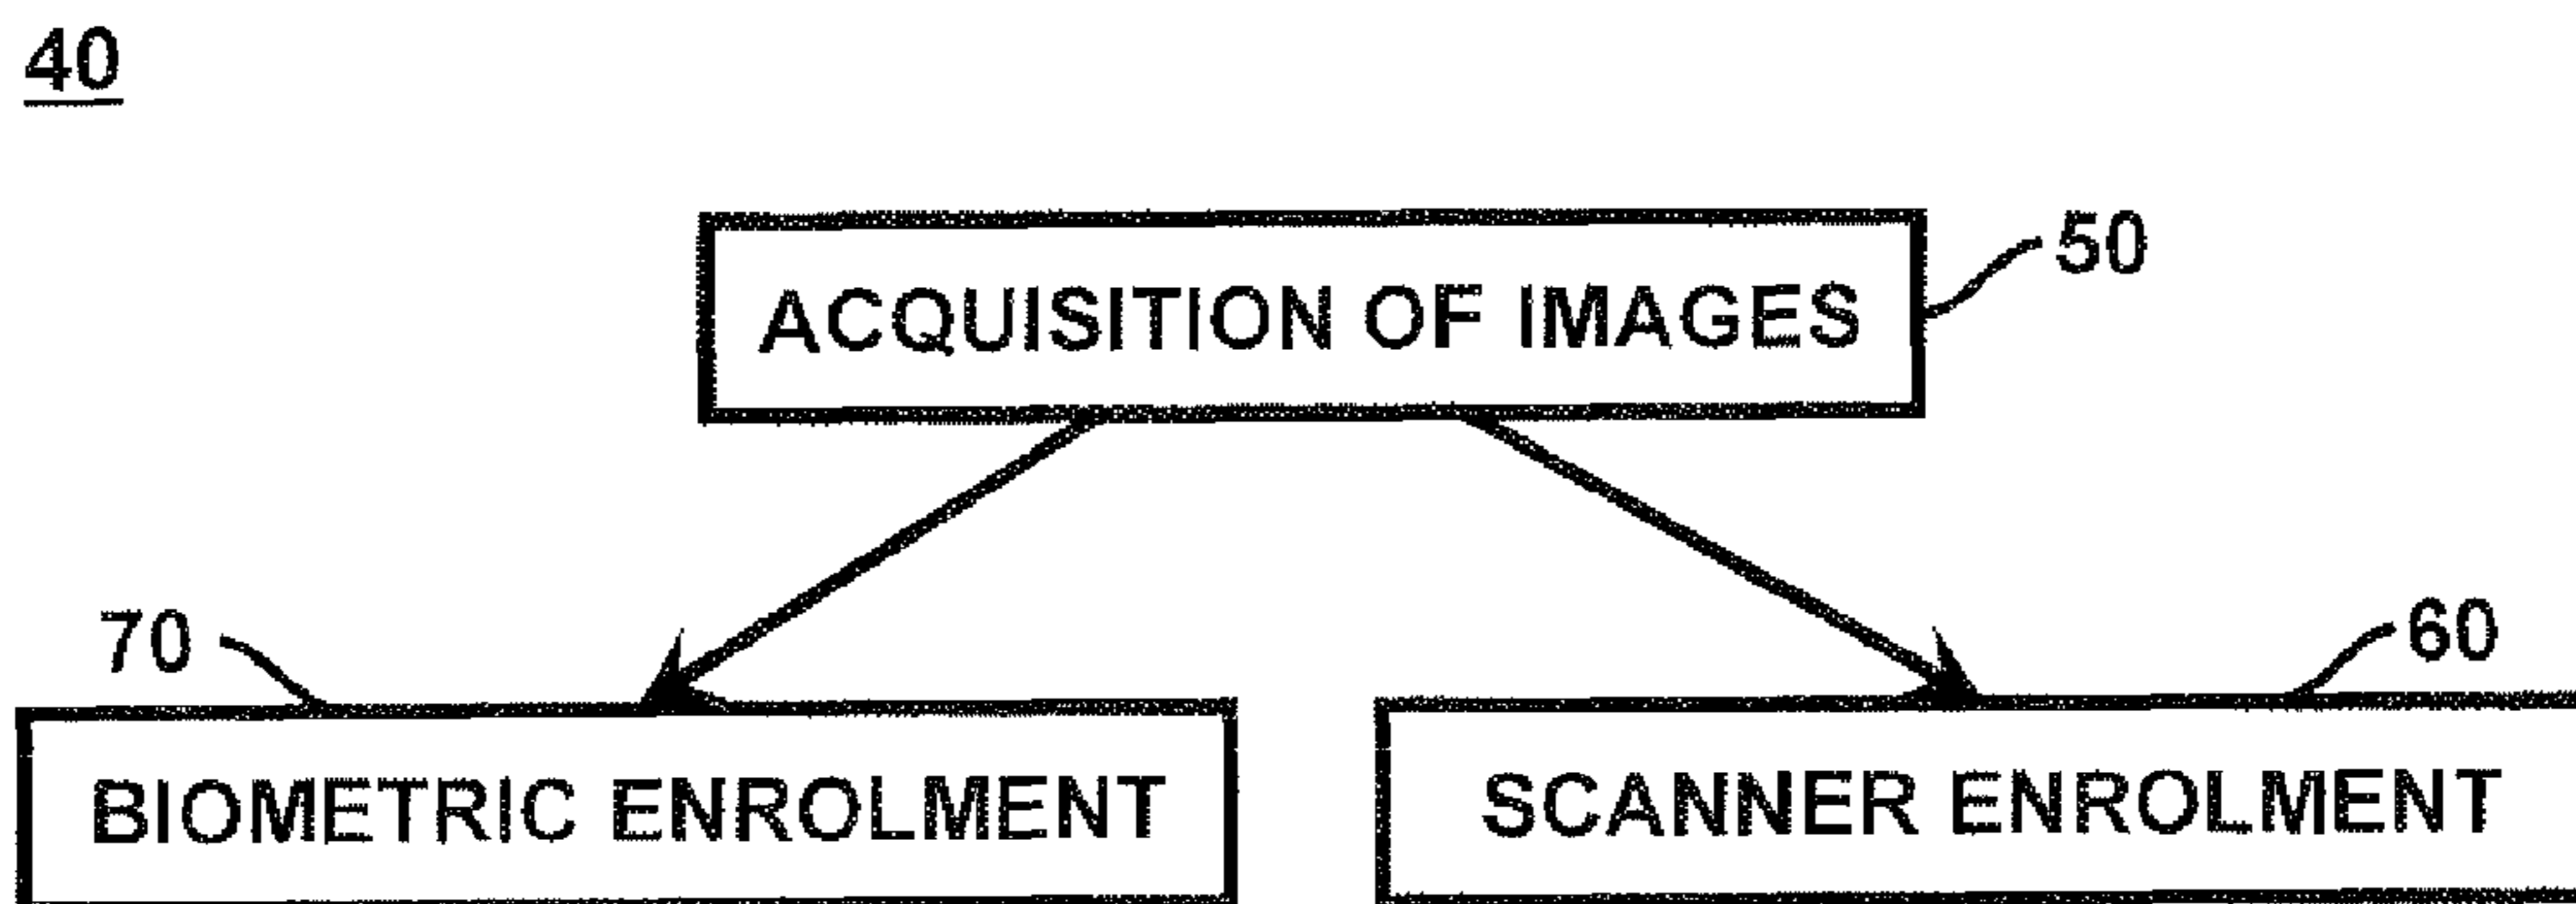 40
50
ACQUISITION OF IMAGES
70
60
BIOMETRIC ENROLMENT
SCANNER ENROLMENT